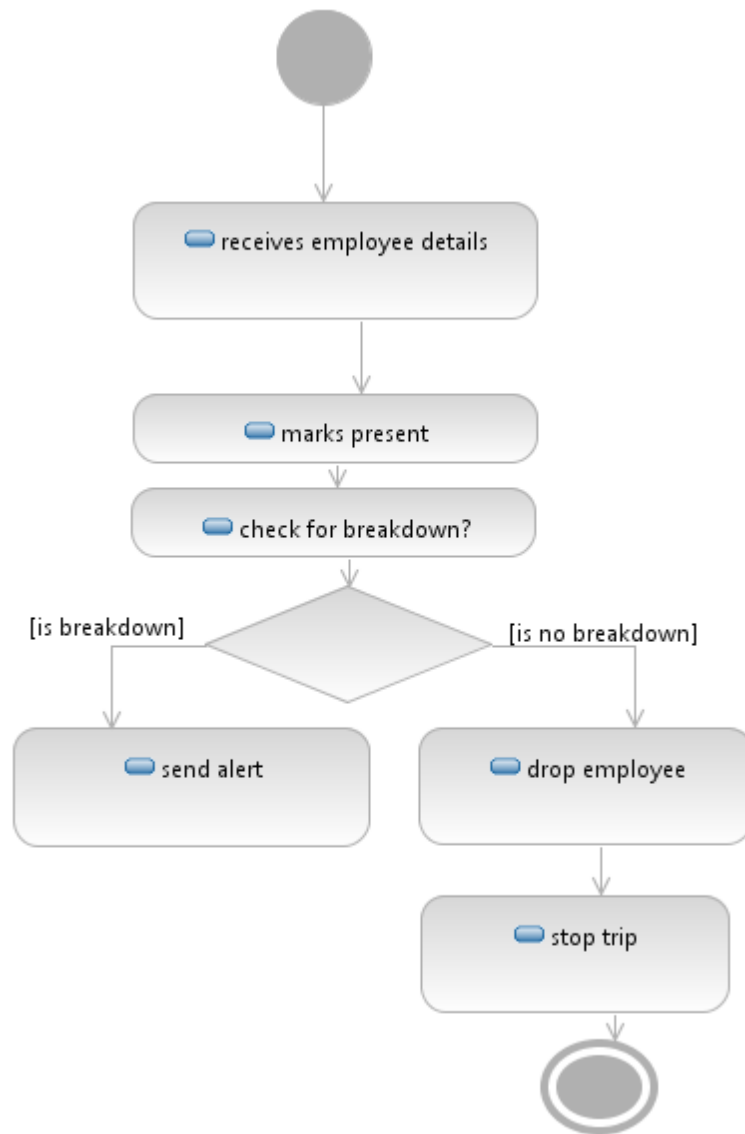 receives employee details
marks present
check for breakdown?
[is breakdown]
[is no breakdown]
send alert
drop employee
stop trip